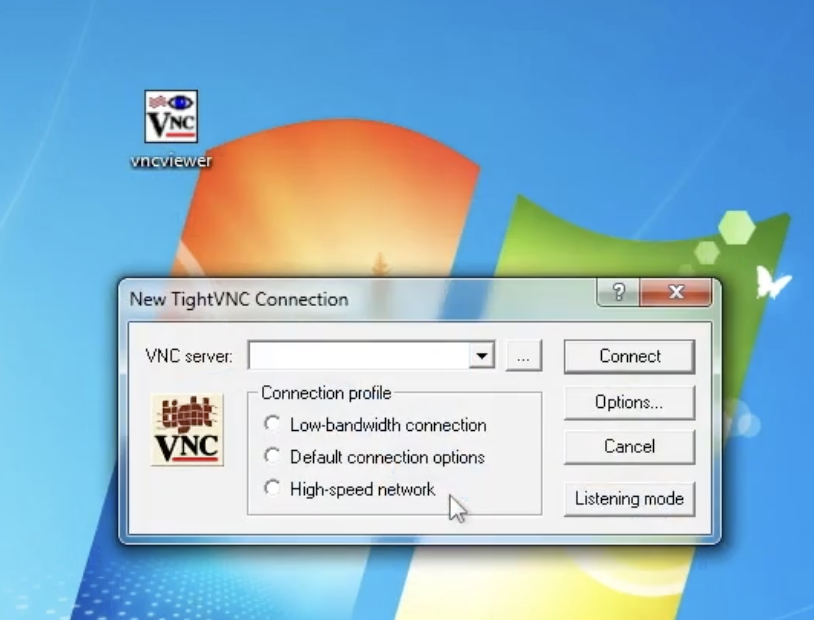 VNC
vncviewer
New TightVNC Connection
?
VNC server:
...
Connect
Connection profile
Low-bandwidth connection
Default connection options
High-speed network
Options...
Cancel
Listening mode
tight
VNC